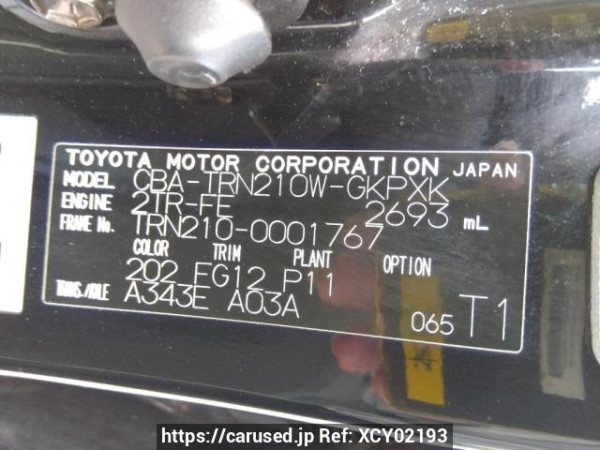 TOYOTA MOTOR CORPORATION JAPAN
MODEL CBA-TRN210W-GKPXK
ENGINE 2TR-FE 2693 mL
FRAME No. TRN210-0001767
COLOR TRIM PLANT OPTION
202 FG12 P11
TRANS./AXLE A343E A03A
065 T1
https://carused.jp Ref: XCY02193